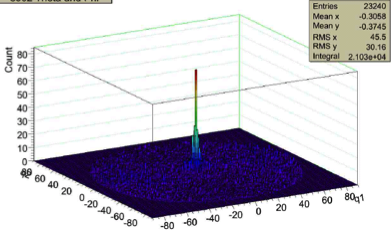 Entries 23240
Mean x -0.3058
Mean y -0.3745
RMS x 45.5
RMS y 30.16
Integral 2.103e+04
Count
80
70
60
50
40
30
20
10
0
60 40 20 0 -20 -40 -60 -80
-80 -60 -40 -20 0 20 40 60 80